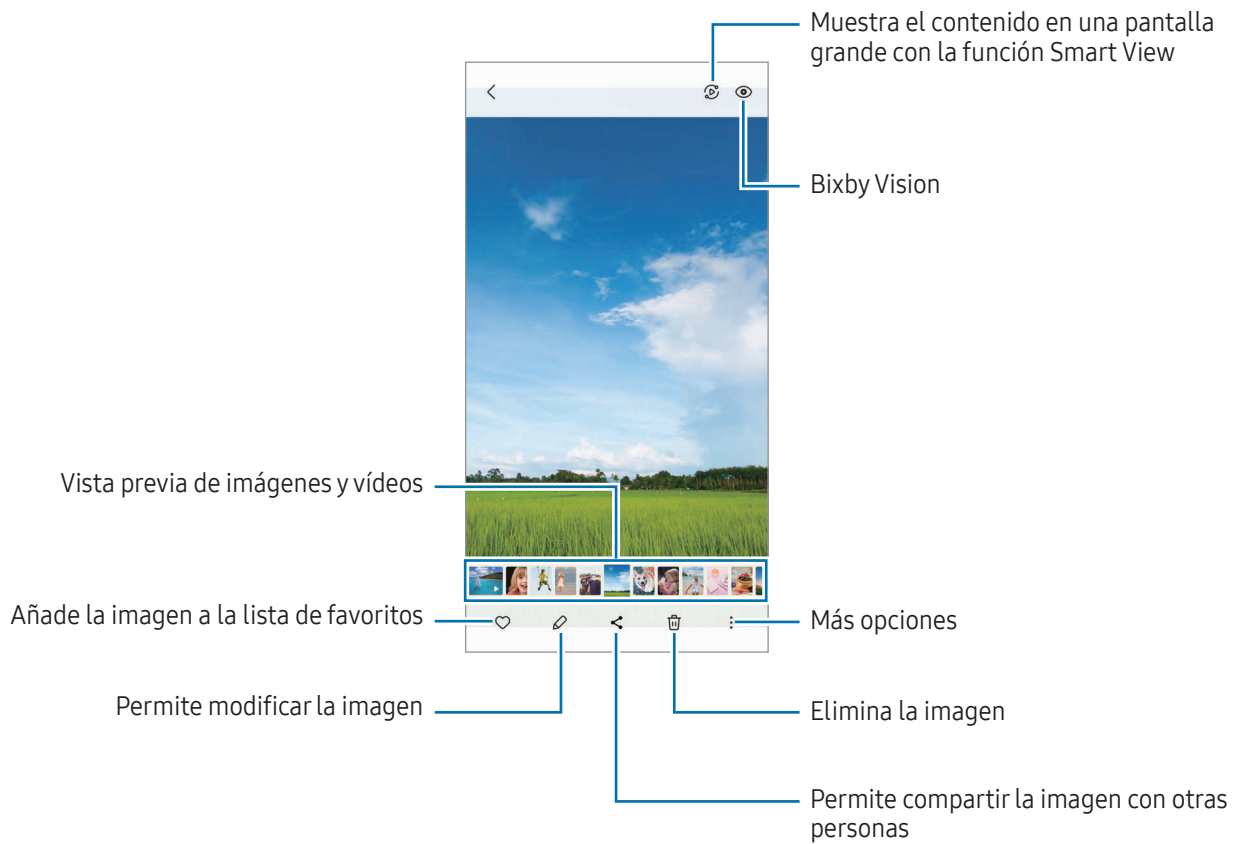 Muestra el contenido en una pantalla
grande con la función Smart View
Bixby Vision
Vista previa de imágenes y vídeos
Añade la imagen a la lista de favoritos
Más opciones
Permite modificar la imagen
Elimina la imagen
Permite compartir la imagen con otras
personas